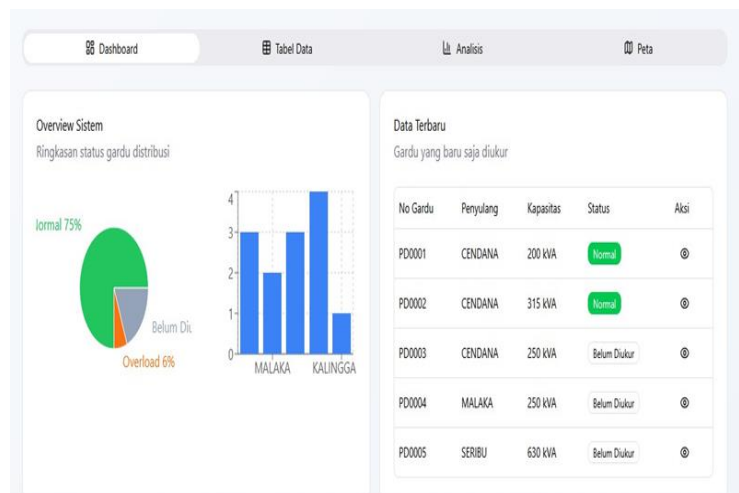 Dashboard
Tabel Data
Analisis
Peta
Overview Sistem
Ringkasan status gardu distribusi
Jormal 75%
Belum Di
Overload 6%
4
3
2
1
0
MALAKA
KALINGGA
Data Terbaru
Gardu yang baru saja diukur
No Gardu Penyulang Kapasitas Status Aksi
PD0001 CENDANA 200 kVA Normal
PD0002 CENDANA 315 kVA Normal
PD0003 CENDANA 250 kVA Belum Diukur
PD0004 MALAKA 250 kVA Belum Diukur
PD0005 SERIBU 630 kVA Belum Diukur